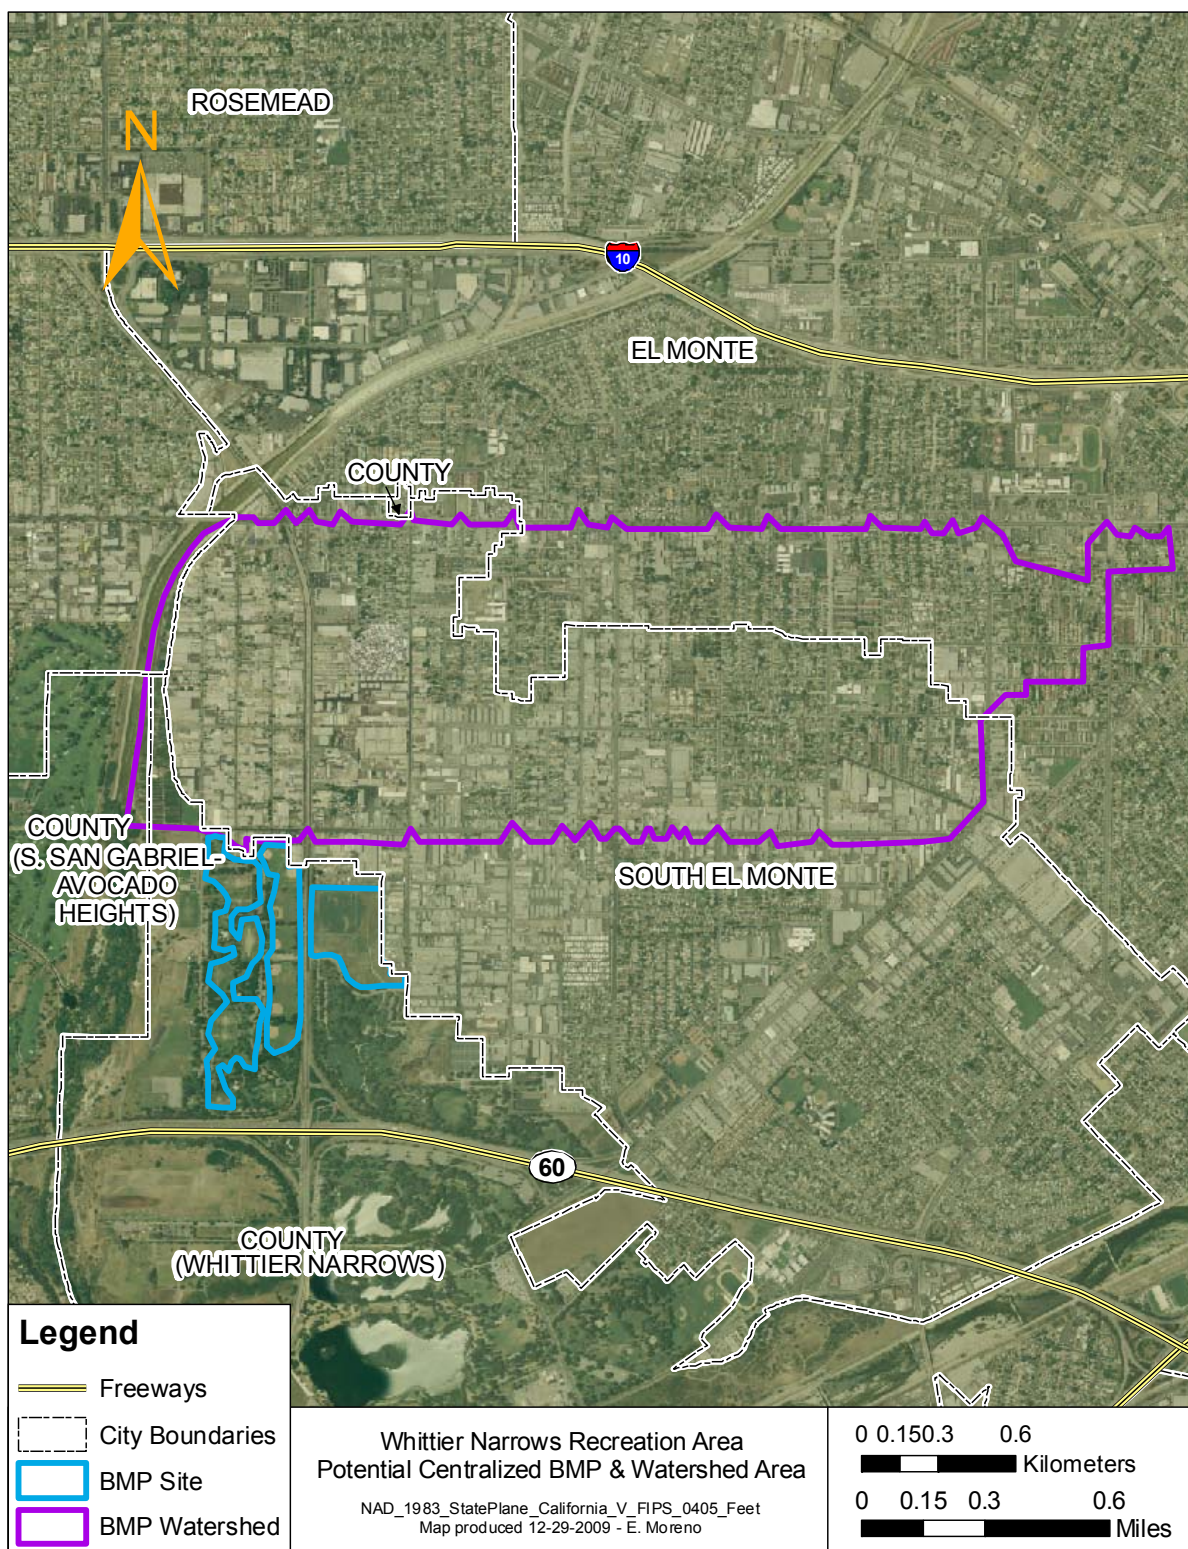 ROSEMEAD
N
10
EL MONTE
COUNTY
COUNTY
(S. SAN GABRIEL-
AVOCADO
HEIGHTS)
SOUTH EL MONTE
60
COUNTY
(WHITTIER NARROWS)
Legend
Freeways
City Boundaries
BMP Site
BMP Watershed
Whittier Narrows Recreation Area
Potential Centralized BMP & Watershed Area
NAD_1983_StatePlane_California_V_FIPS_0405_Feet
Map produced 12-29-2009 - E. Moreno
0 0.15 0.3 0.6
Kilometers
0 0.15 0.3 0.6
Miles